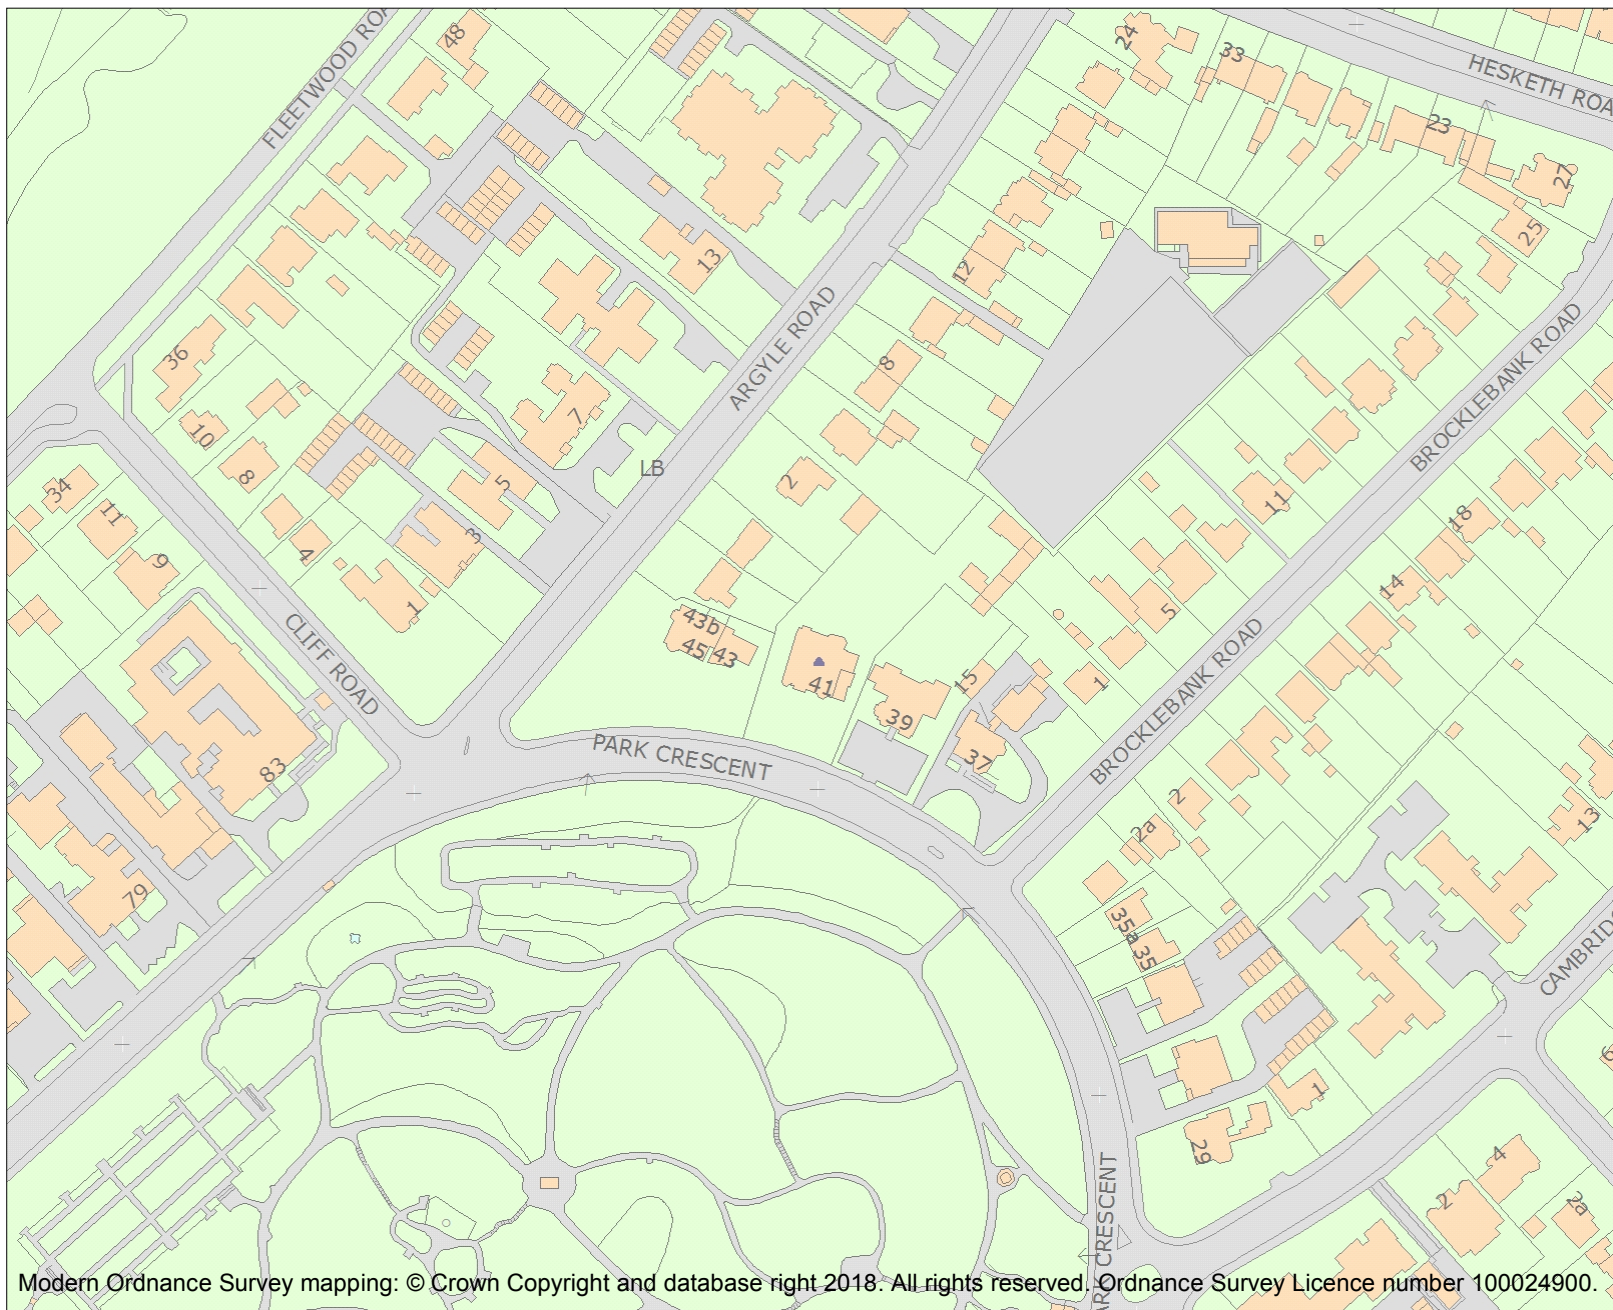 48
FLEETWOOD ROA
24
33
HESKETH ROA
23
27
25
13
12
36
ARGYLE ROAD
8
7
BROCKLEBANK ROAD
10
8
LB
2
5
11
34
11
18
3
9
4
14
1
5
CLIFF ROAD
43b
45
43
41
15
1
BROCKLEBANK ROAD
39
PARK CRESCENT
37
83
2
2a
13
79
35a
35
CAMBRID
6
1
29
4
2
2a
PARK CRESCENT
Modern Ordnance Survey mapping: © Crown Copyright and database right 2018. All rights reserved. Ordnance Survey Licence number 100024900.